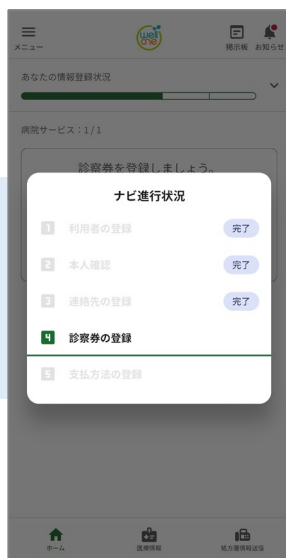 メニュー
well one
掲示板
お知らせ
あなたの情報登録状況
病院サービス：1 / 1
診察券を登録しましょう。
ナビ進行状況
1 利用者の登録 完了
2 本人確認 完了
3 連絡先の登録 完了
4 診察券の登録
5 支払方法の登録
ホーム
医療情報
処方箋情報送信